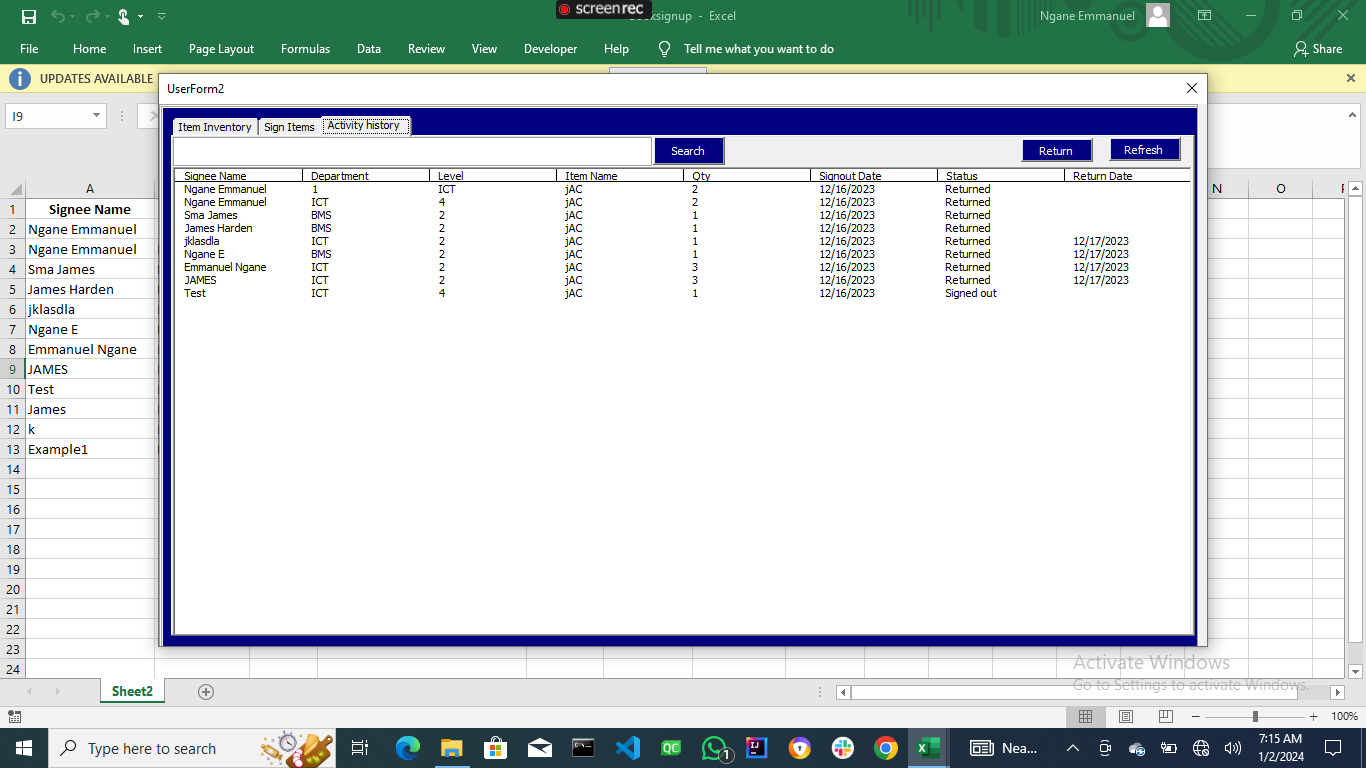 screenrec
Booksignup - Excel
Ngane Emmanuel
File Home Insert Page Layout Formulas Data Review View Developer Help Tell me what you want to do Share
UPDATES AVAILABLE
UserForm2
I9
Item Inventory Sign Items Activity history
Search Return Refresh
Signee Name Department Level Item Name Qty Signout Date Status Return Date
Ngane Emmanuel 1 ICT jAC 2 12/16/2023 Returned
Ngane Emmanuel ICT 4 jAC 2 12/16/2023 Returned
Sma James BMS 2 jAC 1 12/16/2023 Returned
James Harden BMS 2 jAC 1 12/16/2023 Returned
jklasdla ICT 2 jAC 1 12/16/2023 Returned 12/17/2023
Ngane E BMS 2 jAC 1 12/16/2023 Returned 12/17/2023
Emmanuel Ngane ICT 2 jAC 3 12/16/2023 Returned 12/17/2023
JAMES ICT 2 jAC 3 12/16/2023 Returned 12/17/2023
Test ICT 4 jAC 1 12/16/2023 Signed out
A N O
1 Signee Name
2 Ngane Emmanuel
3 Ngane Emmanuel
4 Sma James
5 James Harden
6 jklasdla
7 Ngane E
8 Emmanuel Ngane
9 JAMES
10 Test
11 James
12 k
13 Example1
14
15
16
17
18
19
20
21
22
23
24
Activate Windows
Go to Settings to activate Windows.
Sheet2
100%
Type here to search
QC
1
Nea...
7:15 AM
1/2/2024